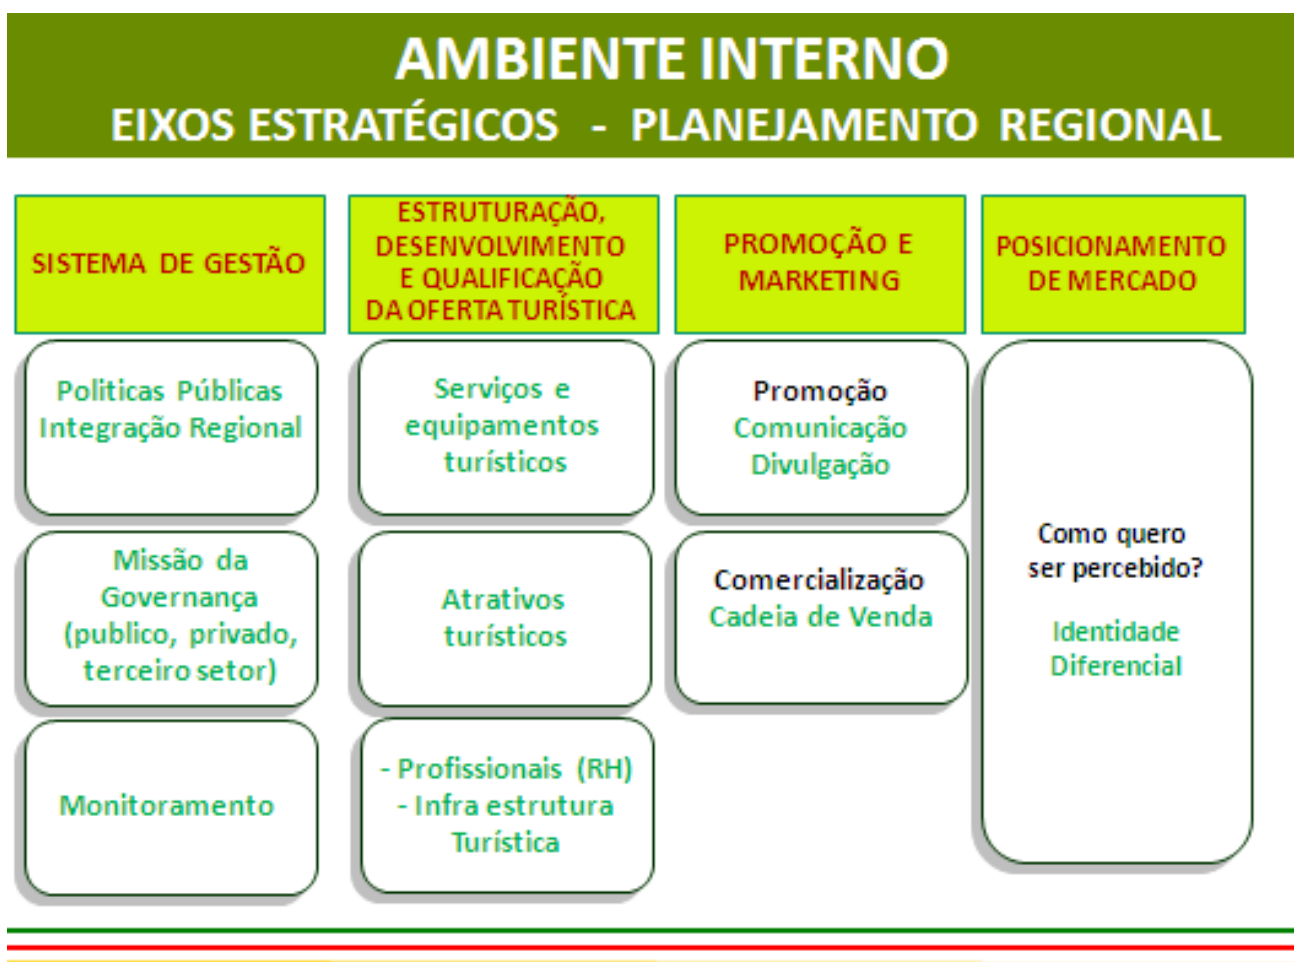 AMBIENTE INTERNO
EIXOS ESTRATÉGICOS - PLANEJAMENTO REGIONAL
SISTEMA DE GESTÃO
ESTRUTURAÇÃO,
DESENVOLVIMENTO
E QUALIFICAÇÃO
DA OFERTA TURÍSTICA
PROMOÇÃO E
MARKETING
POSICIONAMENTO
DE MERCADO
Politicas Públicas
Integração Regional
Missão da
Governança
(publico, privado,
terceiro setor)
Monitoramento
Serviços e
equipamentos
turísticos
Atrativos
turísticos
- Profissionais (RH)
- Infra estrutura
Turística
Promoção
Comunicação
Divulgação
Comercialização
Cadeia de Venda
Como quero
ser percebido?
Identidade
Diferencial